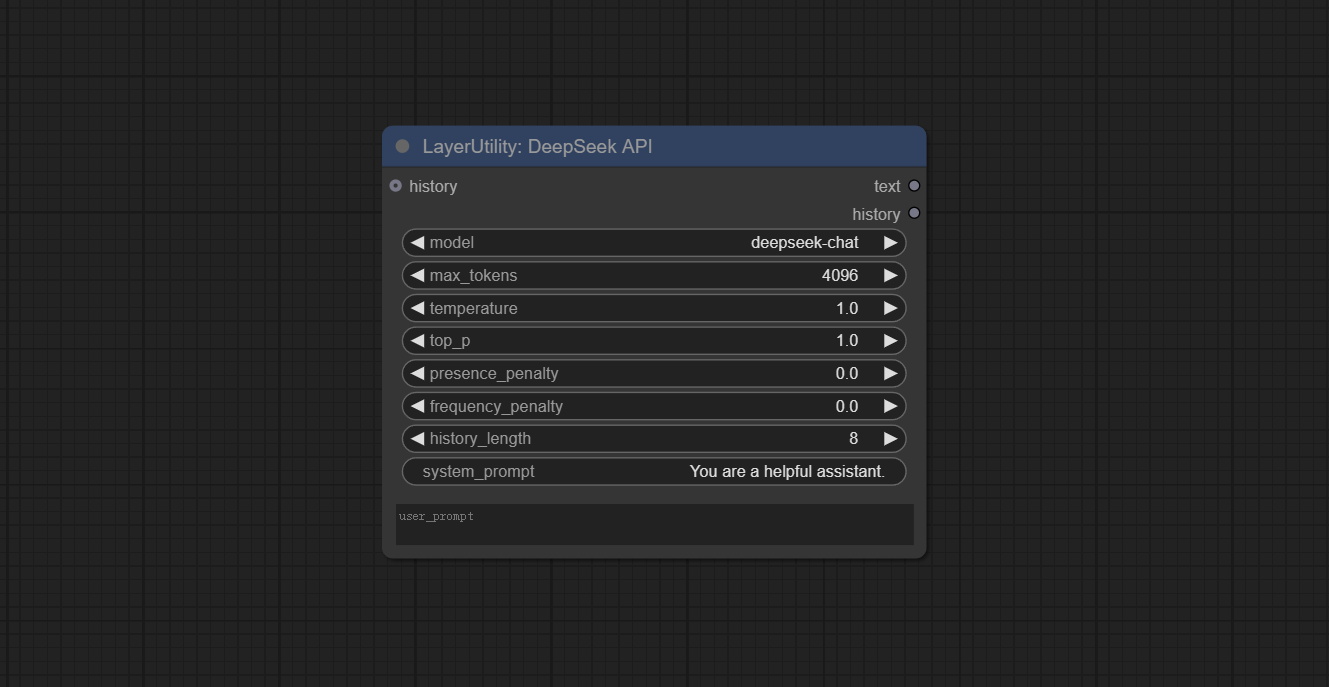 LayerUtility: DeepSeek API
history text
history
model deepseek-chat
max_tokens 4096
temperature 1.0
top_p 1.0
presence_penalty 0.0
frequency_penalty 0.0
history_length 8
system_prompt You are a helpful assistant.
user_prompt